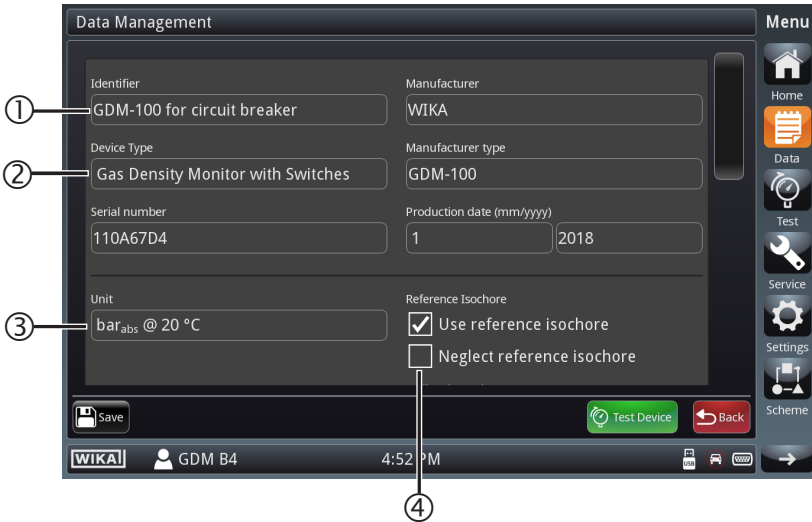 Data Management
Menu
Home
Data
Test
Service
Settings
Scheme
Identifier
Manufacturer
① GDM-100 for circuit breaker
WIKA
Device Type
Manufacturer type
② Gas Density Monitor with Switches
GDM-100
Serial number
Production date (mm/yyyy)
110A67D4
1
2018
Unit
Reference Isochore
③ barabs @ 20 °C
Use reference isochore
Neglect reference isochore
Save
Test Device
Back
WIKA
GDM B4
4:52 PM
USB
④